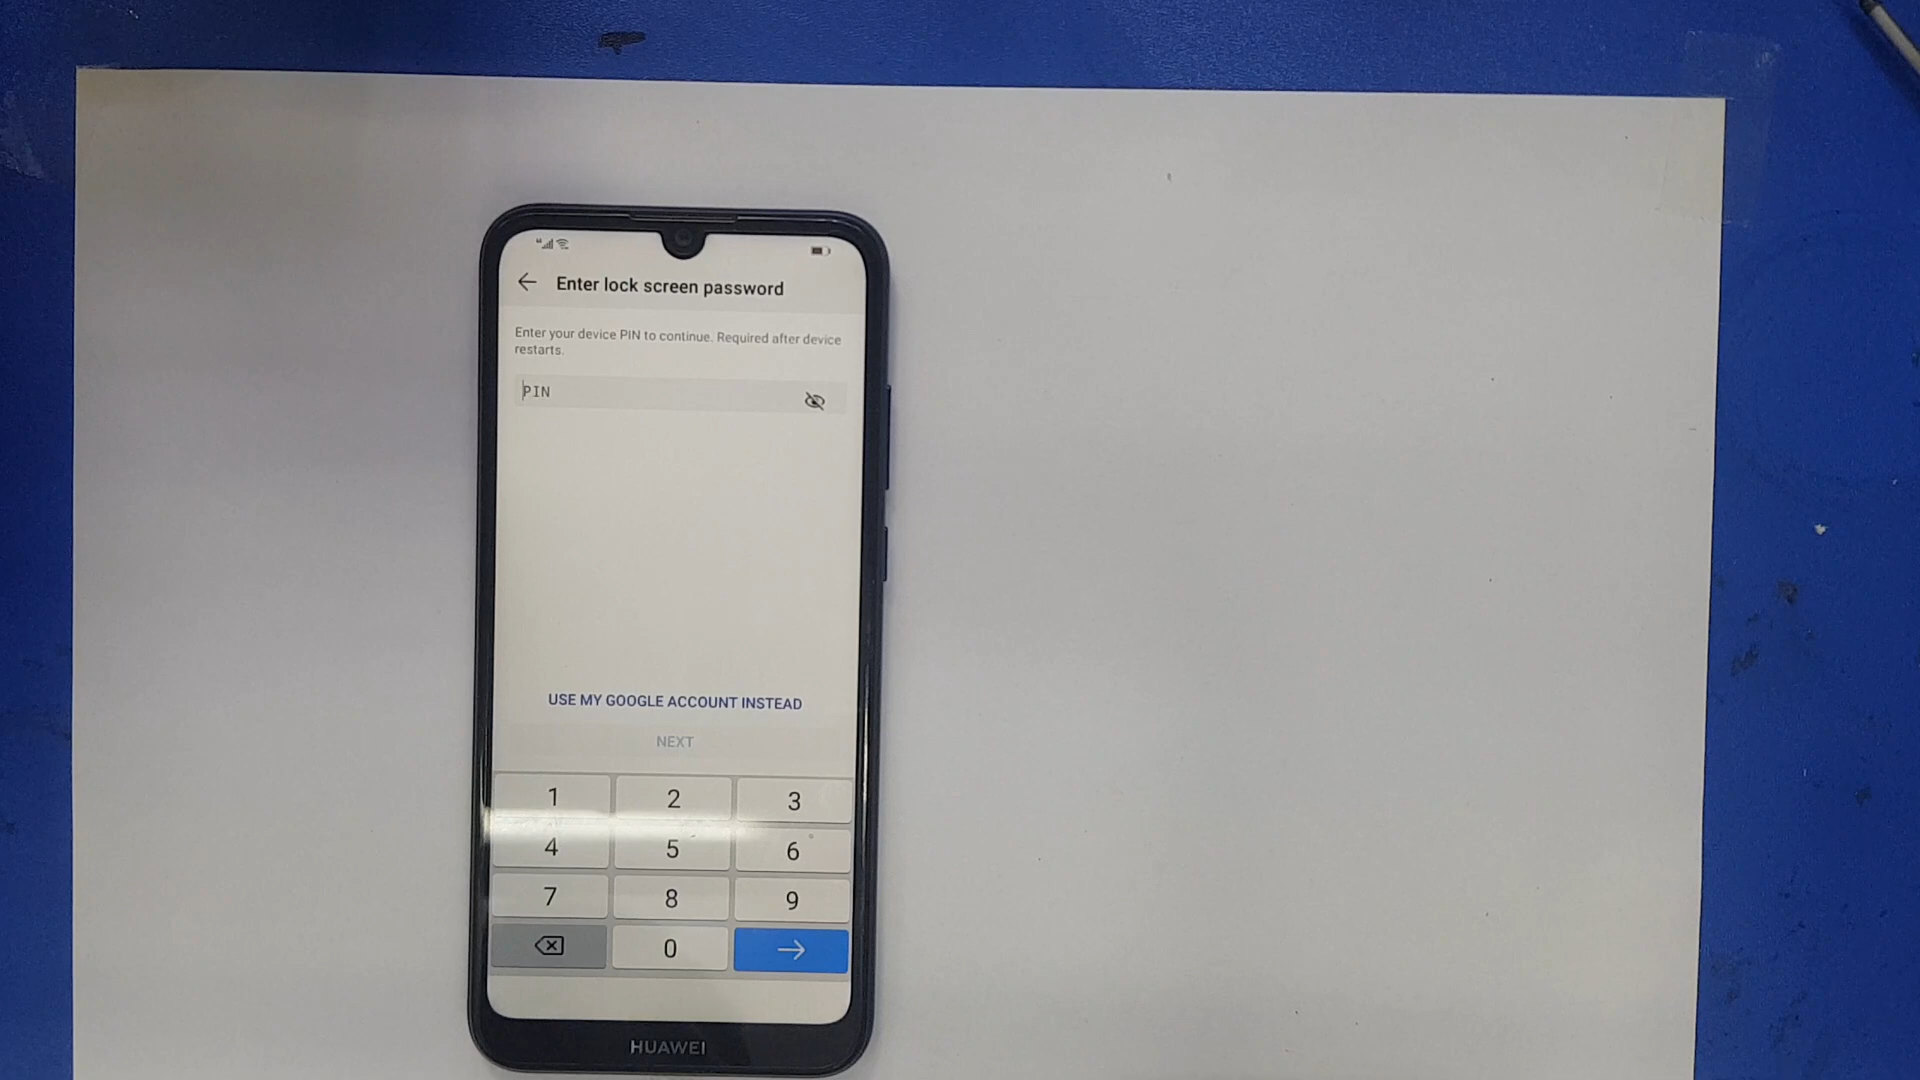 Enter lock screen password
Enter your device PIN to continue. Required after device
restarts.
PIN
USE MY GOOGLE ACCOUNT INSTEAD
NEXT
1 2 3
4 5 6
7 8 9
0
HUAWEI